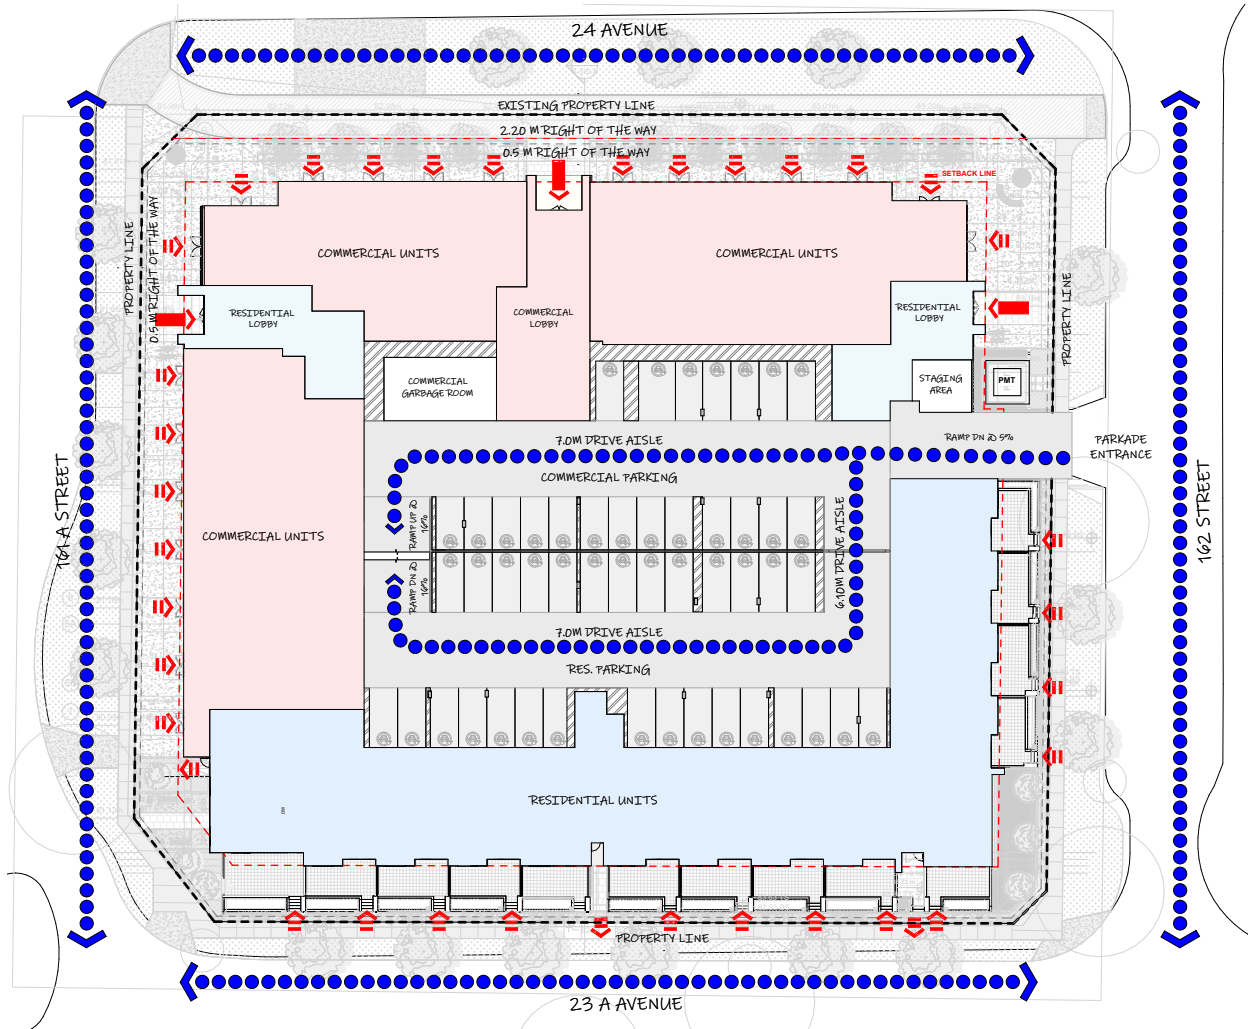 24 AVENUE
EXISTING PROPERTY LINE
2.20 M RIGHT OF THE WAY
0.5 M RIGHT OF THE WAY
SETBACK LINE
PROPERTY LINE
0.5 M RIGHT OF THE WAY
COMMERCIAL UNITS
COMMERCIAL UNITS
RESIDENTIAL
LOBBY
COMMERCIAL
LOBBY
RESIDENTIAL
LOBBY
PROPERTY LINE
COMMERCIAL
GARBAGE ROOM
STAGING
AREA
PMT
7.0M DRIVE AISLE
RAMP DN @ 5%
PARKADE
ENTRANCE
COMMERCIAL PARKING
161 A STREET
162 STREET
COMMERCIAL UNITS
RAMP UP @
16%
RAMP DN @
16%
6.10M DRIVE AISLE
7.0M DRIVE AISLE
RES. PARKING
RESIDENTIAL UNITS
PROPERTY LINE
23 A AVENUE